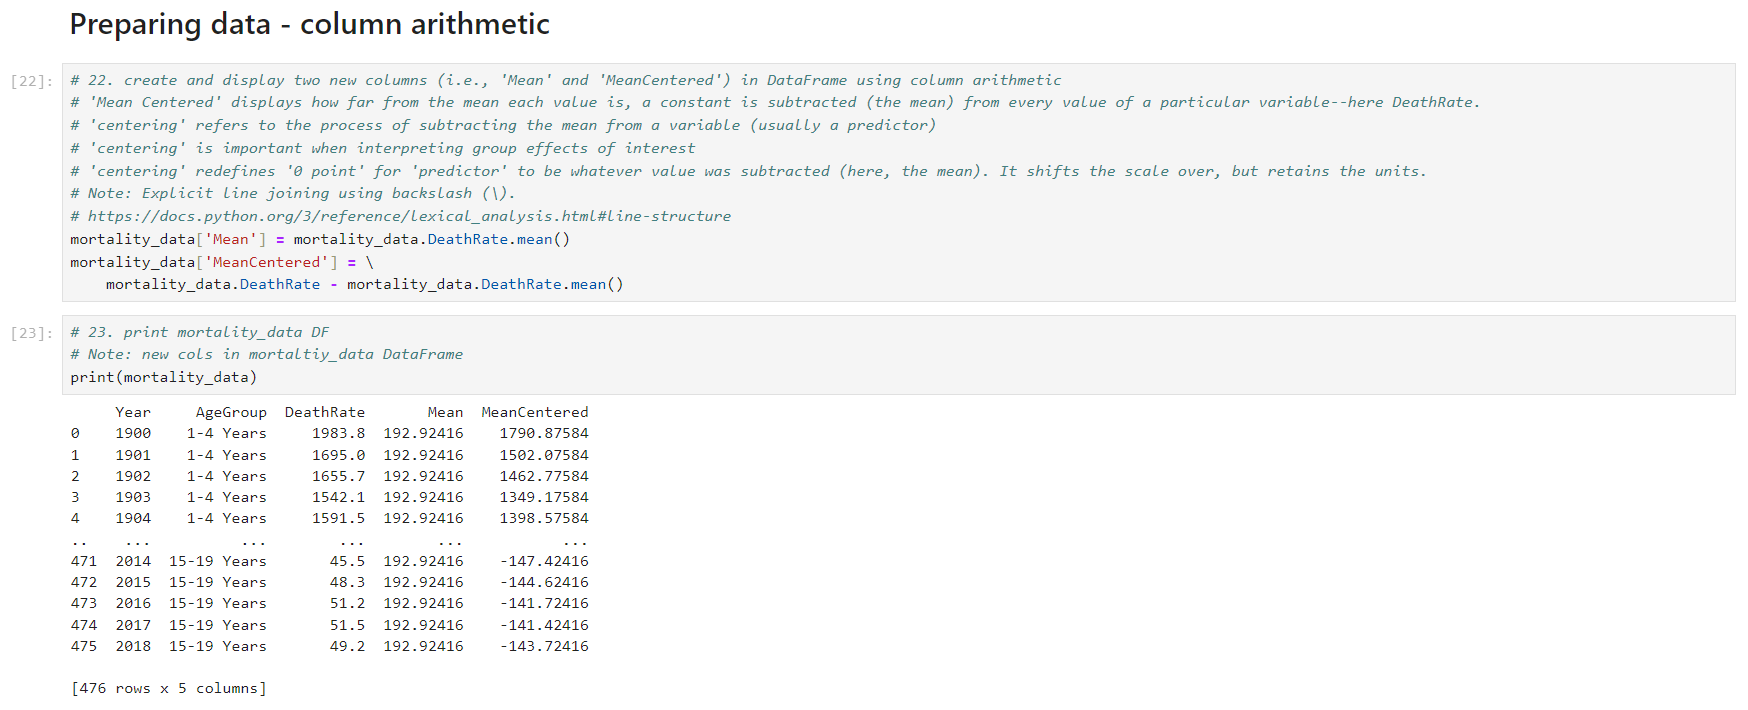 Preparing data - column arithmetic
[22]:
# 22. create and display two new columns (i.e., 'Mean' and 'MeanCentered') in DataFrame using column arithmetic
# 'Mean Centered' displays how far from the mean each value is, a constant is subtracted (the mean) from every value of a particular variable--here DeathRate.
# 'centering' refers to the process of subtracting the mean from a variable (usually a predictor)
# 'centering' is important when interpreting group effects of interest
# 'centering' redefines '0 point' for 'predictor' to be whatever value was subtracted (here, the mean). It shifts the scale over, but retains the units.
# Note: Explicit line joining using backslash (\).
# https://docs.python.org/3/reference/lexical_analysis.html#line-structure
mortality_data['Mean'] = mortality_data.DeathRate.mean()
mortality_data['MeanCentered'] = \
    mortality_data.DeathRate - mortality_data.DeathRate.mean()
[23]:
# 23. print mortality_data DF
# Note: new cols in mortaltiy_data DataFrame
print(mortality_data)
     Year     AgeGroup  DeathRate       Mean  MeanCentered
0    1900    1-4 Years     1983.8  192.92416    1790.87584
1    1901    1-4 Years     1695.0  192.92416    1502.07584
2    1902    1-4 Years     1655.7  192.92416    1462.77584
3    1903    1-4 Years     1542.1  192.92416    1349.17584
4    1904    1-4 Years     1591.5  192.92416    1398.57584
..    ...          ...        ...        ...           ...
471  2014  15-19 Years       45.5  192.92416    -147.42416
472  2015  15-19 Years       48.3  192.92416    -144.62416
473  2016  15-19 Years       51.2  192.92416    -141.72416
474  2017  15-19 Years       51.5  192.92416    -141.42416
475  2018  15-19 Years       49.2  192.92416    -143.72416
[476 rows x 5 columns]